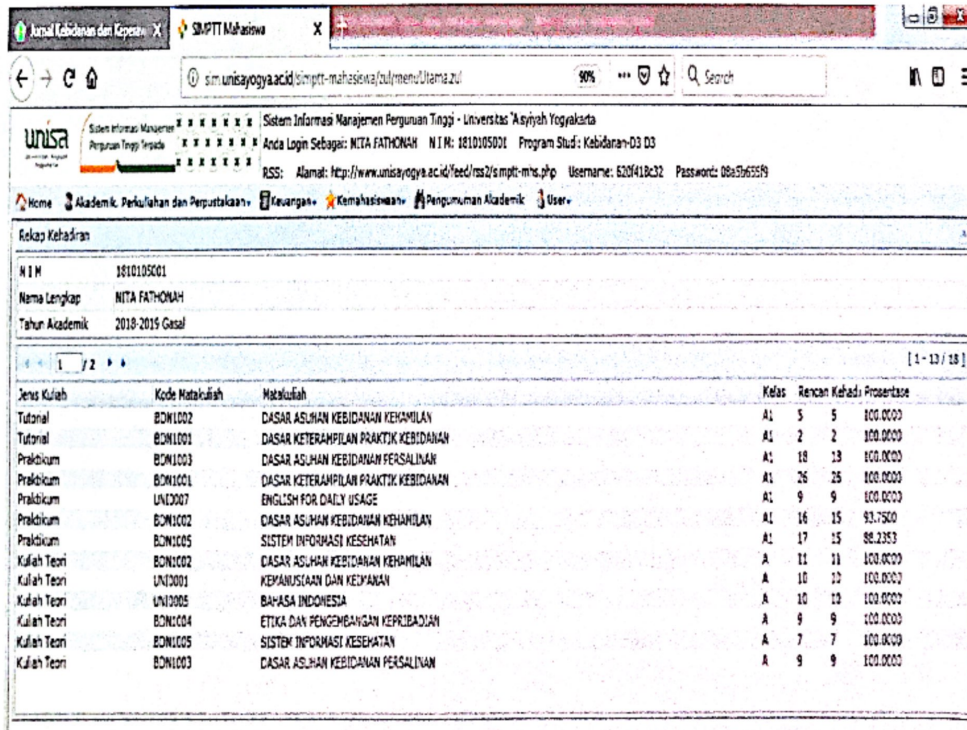 Jurnal Kebidanan dan Keperaw X SIMPTT Mahasiswa X
sim.unisayogya.ac.id/simptt-mahasiswa/zul/menuUtama.zul 90% Search
unisa Sistem Informasi Manajemen Perguruan Tinggi Terpadu
Sistem Informasi Manajemen Perguruan Tinggi - Universitas 'Aisyiyah Yogyakarta
Anda Login Sebagai: NITA FATHONAH N I M: 1810105001 Program Studi: Kebidanan-D3 D3
RSS: Alamat: http://www.unisayogya.ac.id/feed/rss2/simptt-mhs.php Username: 620f418c32 Password: 08a5b655f9
Home Akademik, Perkuliahan dan Perpustakaan Keuangan Kemahasiswaan Pengumuman Akademik User
Rekap Kehadiran
N I M 1810105001
Nama Lengkap NITA FATHONAH
Tahun Akademik 2018-2019 Gasal
1 / 2 [ 1 - 13 / 18 ]
Jenis Kuliah Kode Matakuliah Matakuliah Kelas Rencan Kehadi Prosentase
Tutorial BDN1002 DASAR ASUHAN KEBIDANAN KEHAMILAN A1 5 5 100.0000
Tutorial BDN1001 DASAR KETERAMPILAN PRAKTIK KEBIDANAN A1 2 2 100.0000
Praktikum BDN1003 DASAR ASUHAN KEBIDANAN PERSALINAN A1 18 18 100.0000
Praktikum BDN1001 DASAR KETERAMPILAN PRAKTIK KEBIDANAN A1 26 26 100.0000
Praktikum UNI0007 ENGLISH FOR DAILY USAGE A1 9 9 100.0000
Praktikum BDN1002 DASAR ASUHAN KEBIDANAN KEHAMILAN A1 16 15 93.7500
Praktikum BDN1005 SISTEM INFORMASI KESEHATAN A1 17 15 88.2353
Kuliah Teori BDN1002 DASAR ASUHAN KEBIDANAN KEHAMILAN A 11 11 100.0000
Kuliah Teori UNI0001 KEMANUSIAAN DAN KEIMANAN A 10 10 100.0000
Kuliah Teori UNI0005 BAHASA INDONESIA A 10 10 100.0000
Kuliah Teori BDN1004 ETIKA DAN PENGEMBANGAN KEPRIBADIAN A 9 9 100.0000
Kuliah Teori BDN1005 SISTEM INFORMASI KESEHATAN A 7 7 100.0000
Kuliah Teori BDN1003 DASAR ASUHAN KEBIDANAN PERSALINAN A 9 9 100.0000